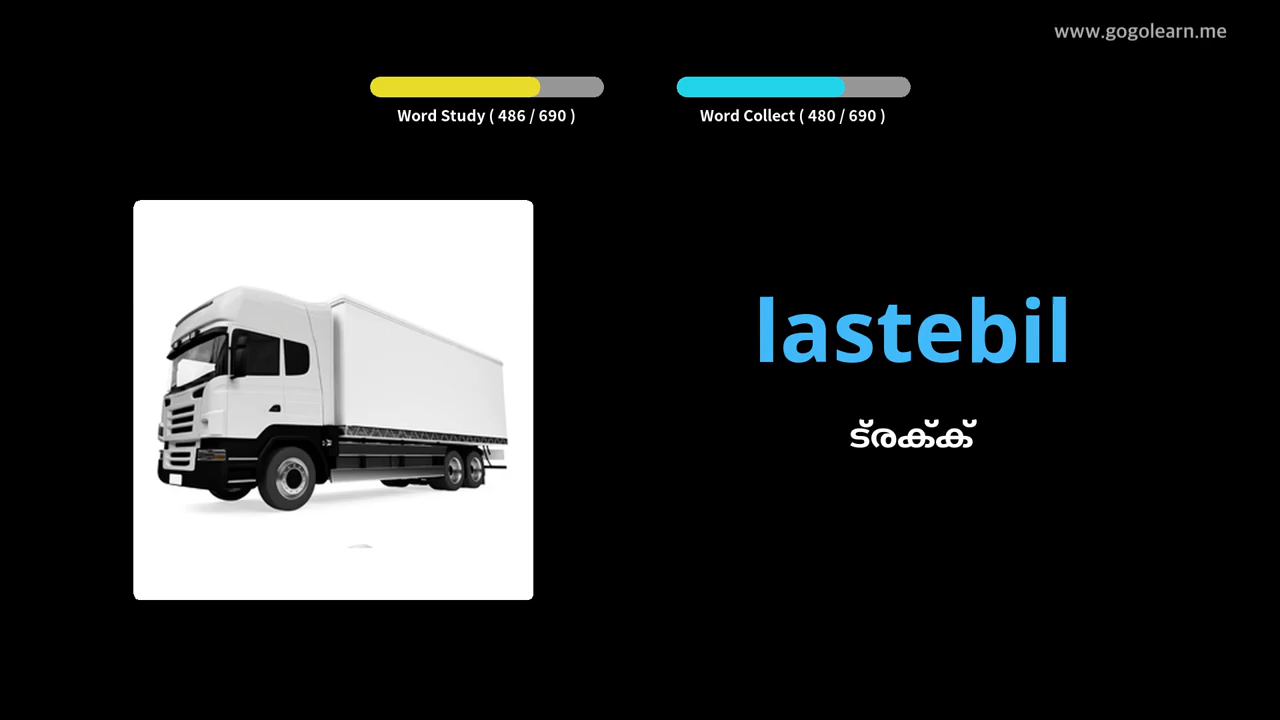 www.gogolearn.me
Word Study ( 486 / 690 )
Word Collect ( 480 / 690 )
lastebil
ട്രക്ക്